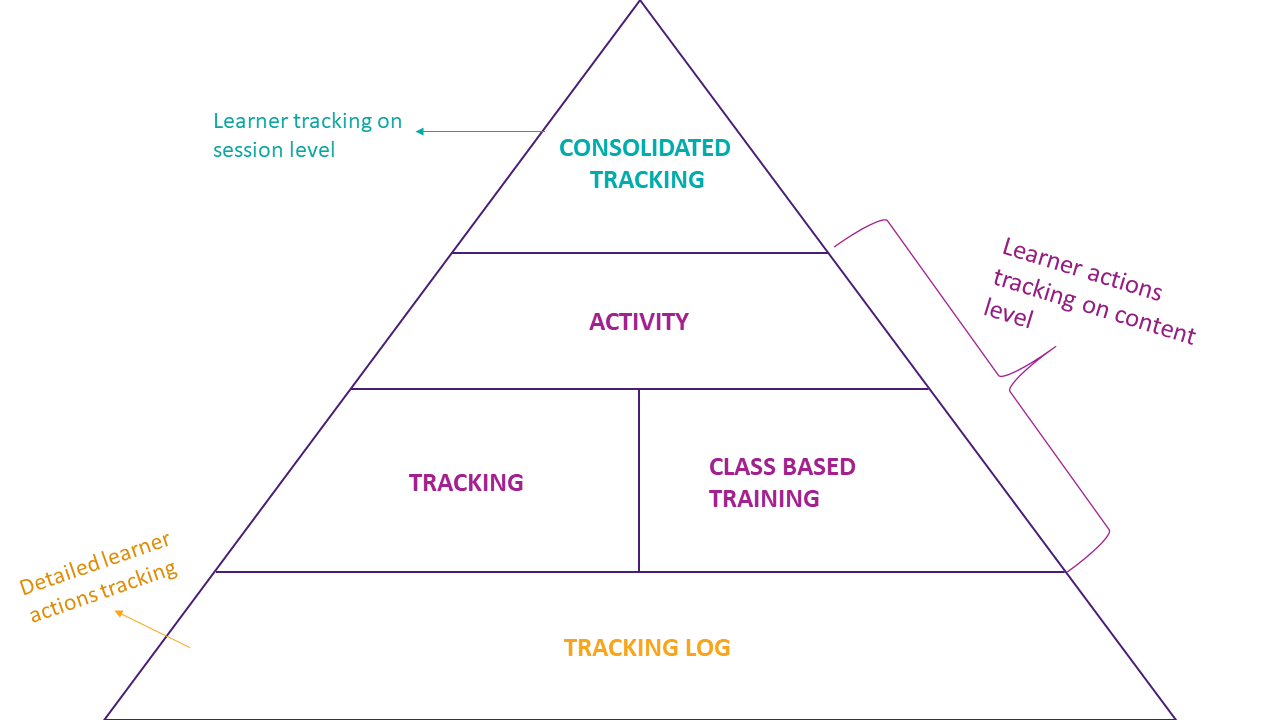 Learner tracking on
session level
CONSOLIDATED
TRACKING
Learner actions
tracking on content
level
ACTIVITY
TRACKING
CLASS BASED
TRAINING
Detailed learner
actions tracking
TRACKING LOG